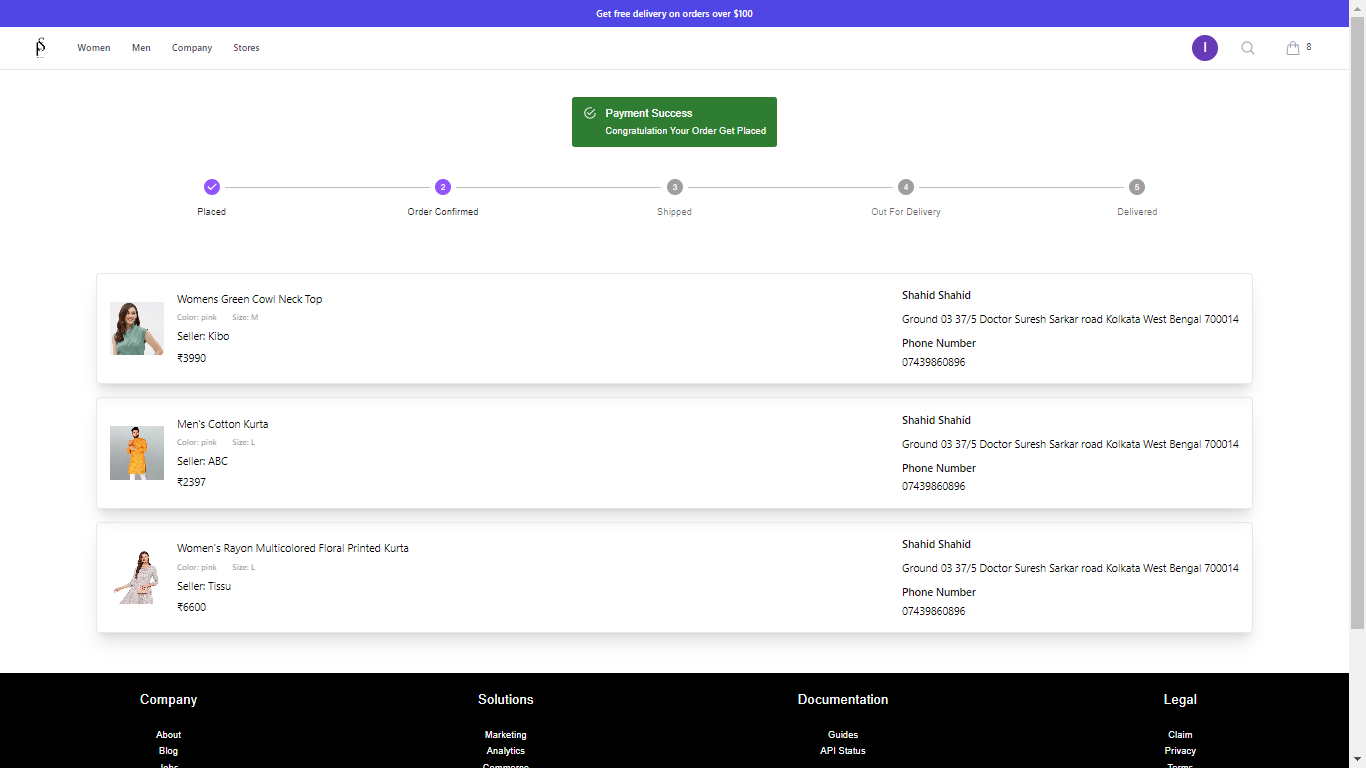 Get free delivery on orders over $100
Women Men Company Stores I 8
Payment Success
Congratulation Your Order Get Placed
2 3 4 5
Placed Order Confirmed Shipped Out For Delivery Delivered
Womens Green Cowl Neck Top
Color: pink Size: M
Seller: Kibo
₹3990
Shahid Shahid
Ground 03 37/5 Doctor Suresh Sarkar road Kolkata West Bengal 700014
Phone Number
07439860896
Men's Cotton Kurta
Color: pink Size: L
Seller: ABC
₹2397
Shahid Shahid
Ground 03 37/5 Doctor Suresh Sarkar road Kolkata West Bengal 700014
Phone Number
07439860896
Women's Rayon Multicolored Floral Printed Kurta
Color: pink Size: L
Seller: Tissu
₹6600
Shahid Shahid
Ground 03 37/5 Doctor Suresh Sarkar road Kolkata West Bengal 700014
Phone Number
07439860896
Company Solutions Documentation Legal
About Marketing Guides Claim
Blog Analytics API Status Privacy
Jobs Commerce Terms